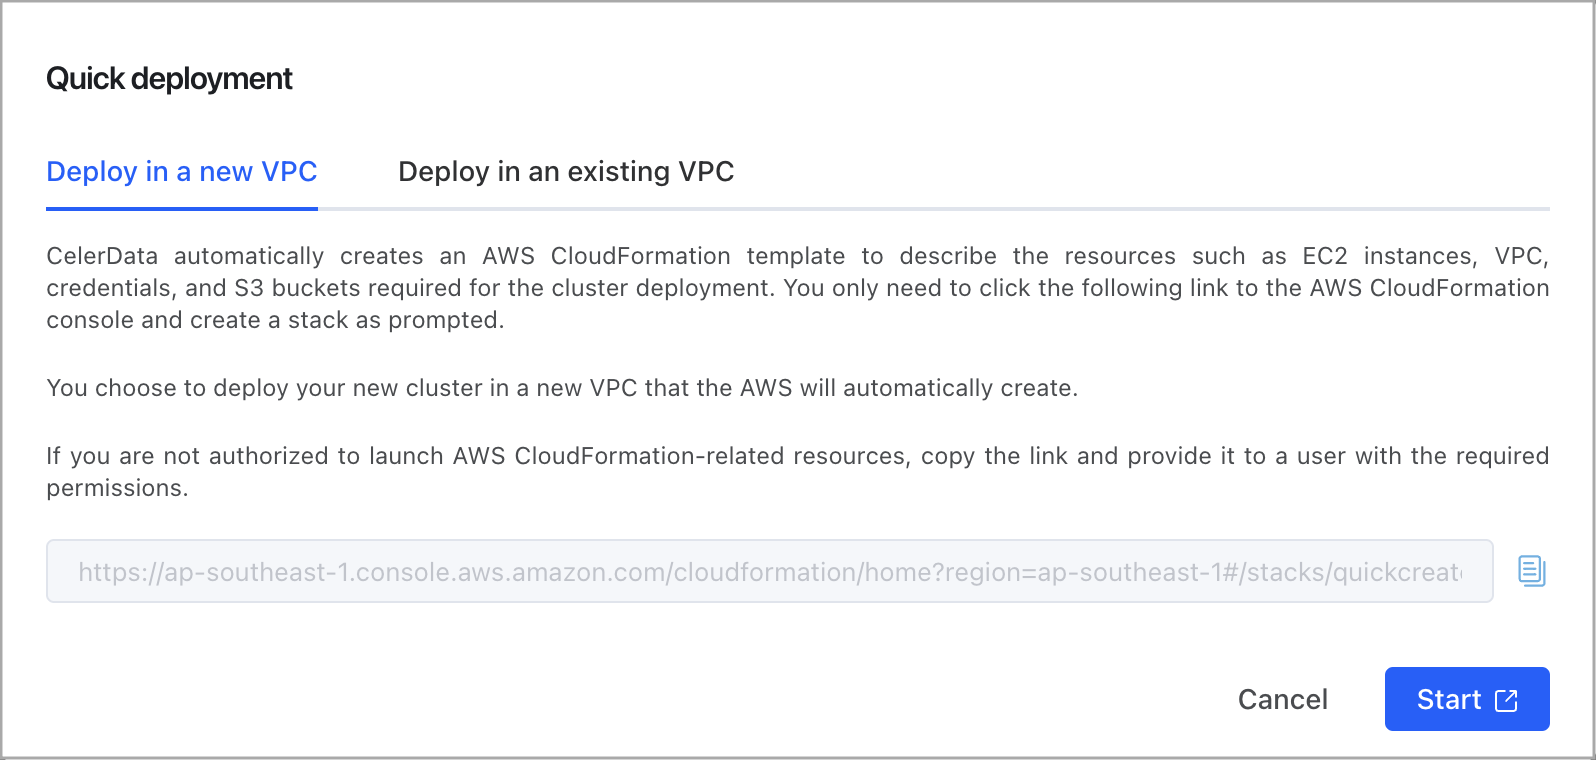 Quick deployment
Deploy in a new VPC
Deploy in an existing VPC
CelerData automatically creates an AWS CloudFormation template to describe the resources such as EC2 instances, VPC,
credentials, and S3 buckets required for the cluster deployment. You only need to click the following link to the AWS CloudFormation
console and create a stack as prompted.
You choose to deploy your new cluster in a new VPC that the AWS will automatically create.
If you are not authorized to launch AWS CloudFormation-related resources, copy the link and provide it to a user with the required
permissions.
https://ap-southeast-1.console.aws.amazon.com/cloudformation/home?region=ap-southeast-1#/stacks/quickcreate
Cancel
Start